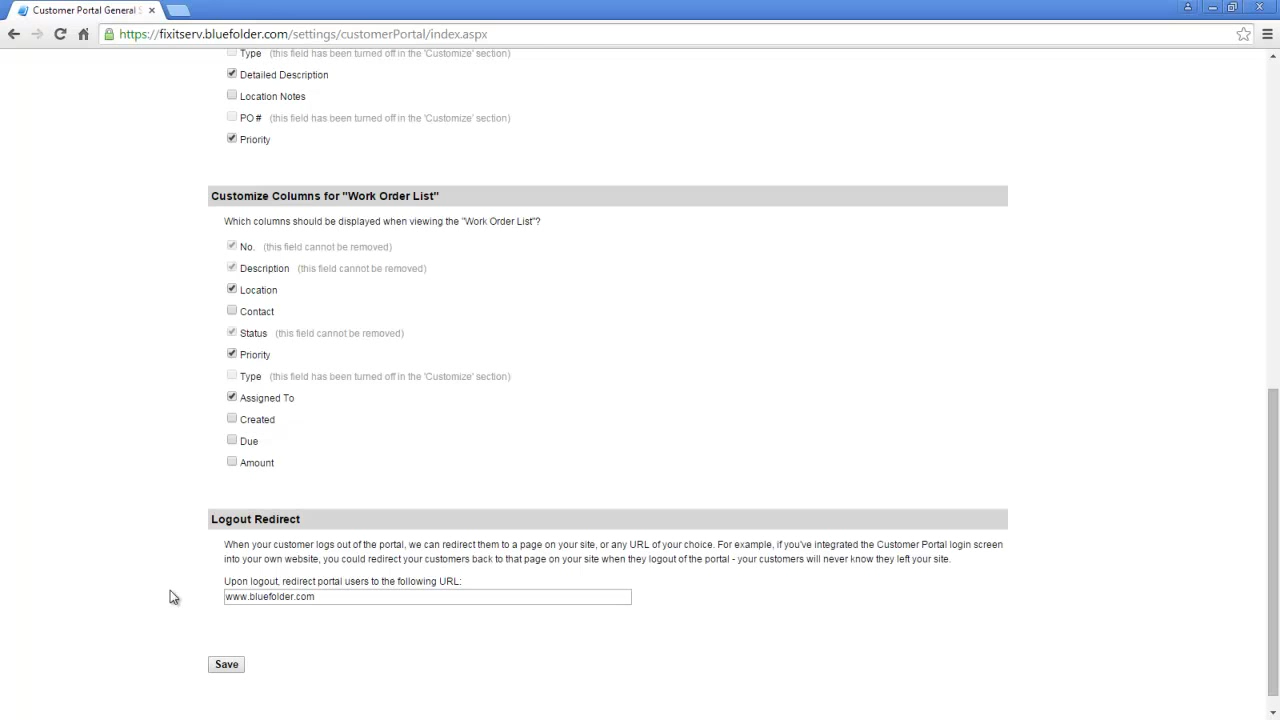 Customer Portal General S
https://fixitserv.bluefolder.com/settings/customerPortal/index.aspx
Type (this field has been turned off in the 'Customize' section)
Detailed Description
Location Notes
PO # (this field has been turned off in the 'Customize' section)
Priority
Customize Columns for "Work Order List"
Which columns should be displayed when viewing the "Work Order List"?
No. (this field cannot be removed)
Description (this field cannot be removed)
Location
Contact
Status (this field cannot be removed)
Priority
Type (this field has been turned off in the 'Customize' section)
Assigned To
Created
Due
Amount
Logout Redirect
When your customer logs out of the portal, we can redirect them to a page on your site, or any URL of your choice. For example, if you've integrated the Customer Portal login screen
into your own website, you could redirect your customers back to that page on your site when they logout of the portal - your customers will never know they left your site.
Upon logout, redirect portal users to the following URL:
www.bluefolder.com
Save